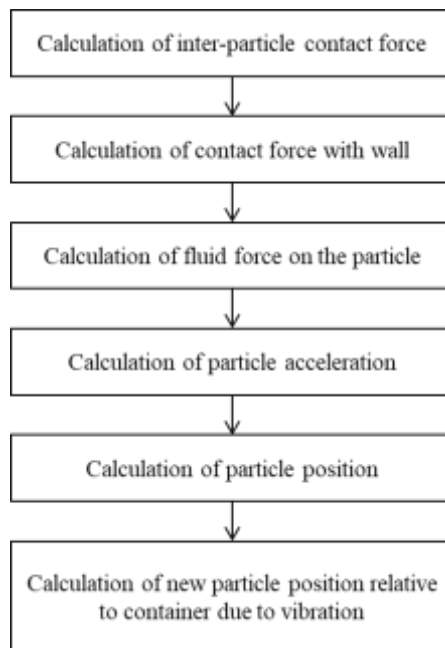 Calculation of inter-particle contact force
Calculation of contact force with wall
Calculation of fluid force on the particle
Calculation of particle acceleration
Calculation of particle position
Calculation of new particle position relative
to container due to vibration